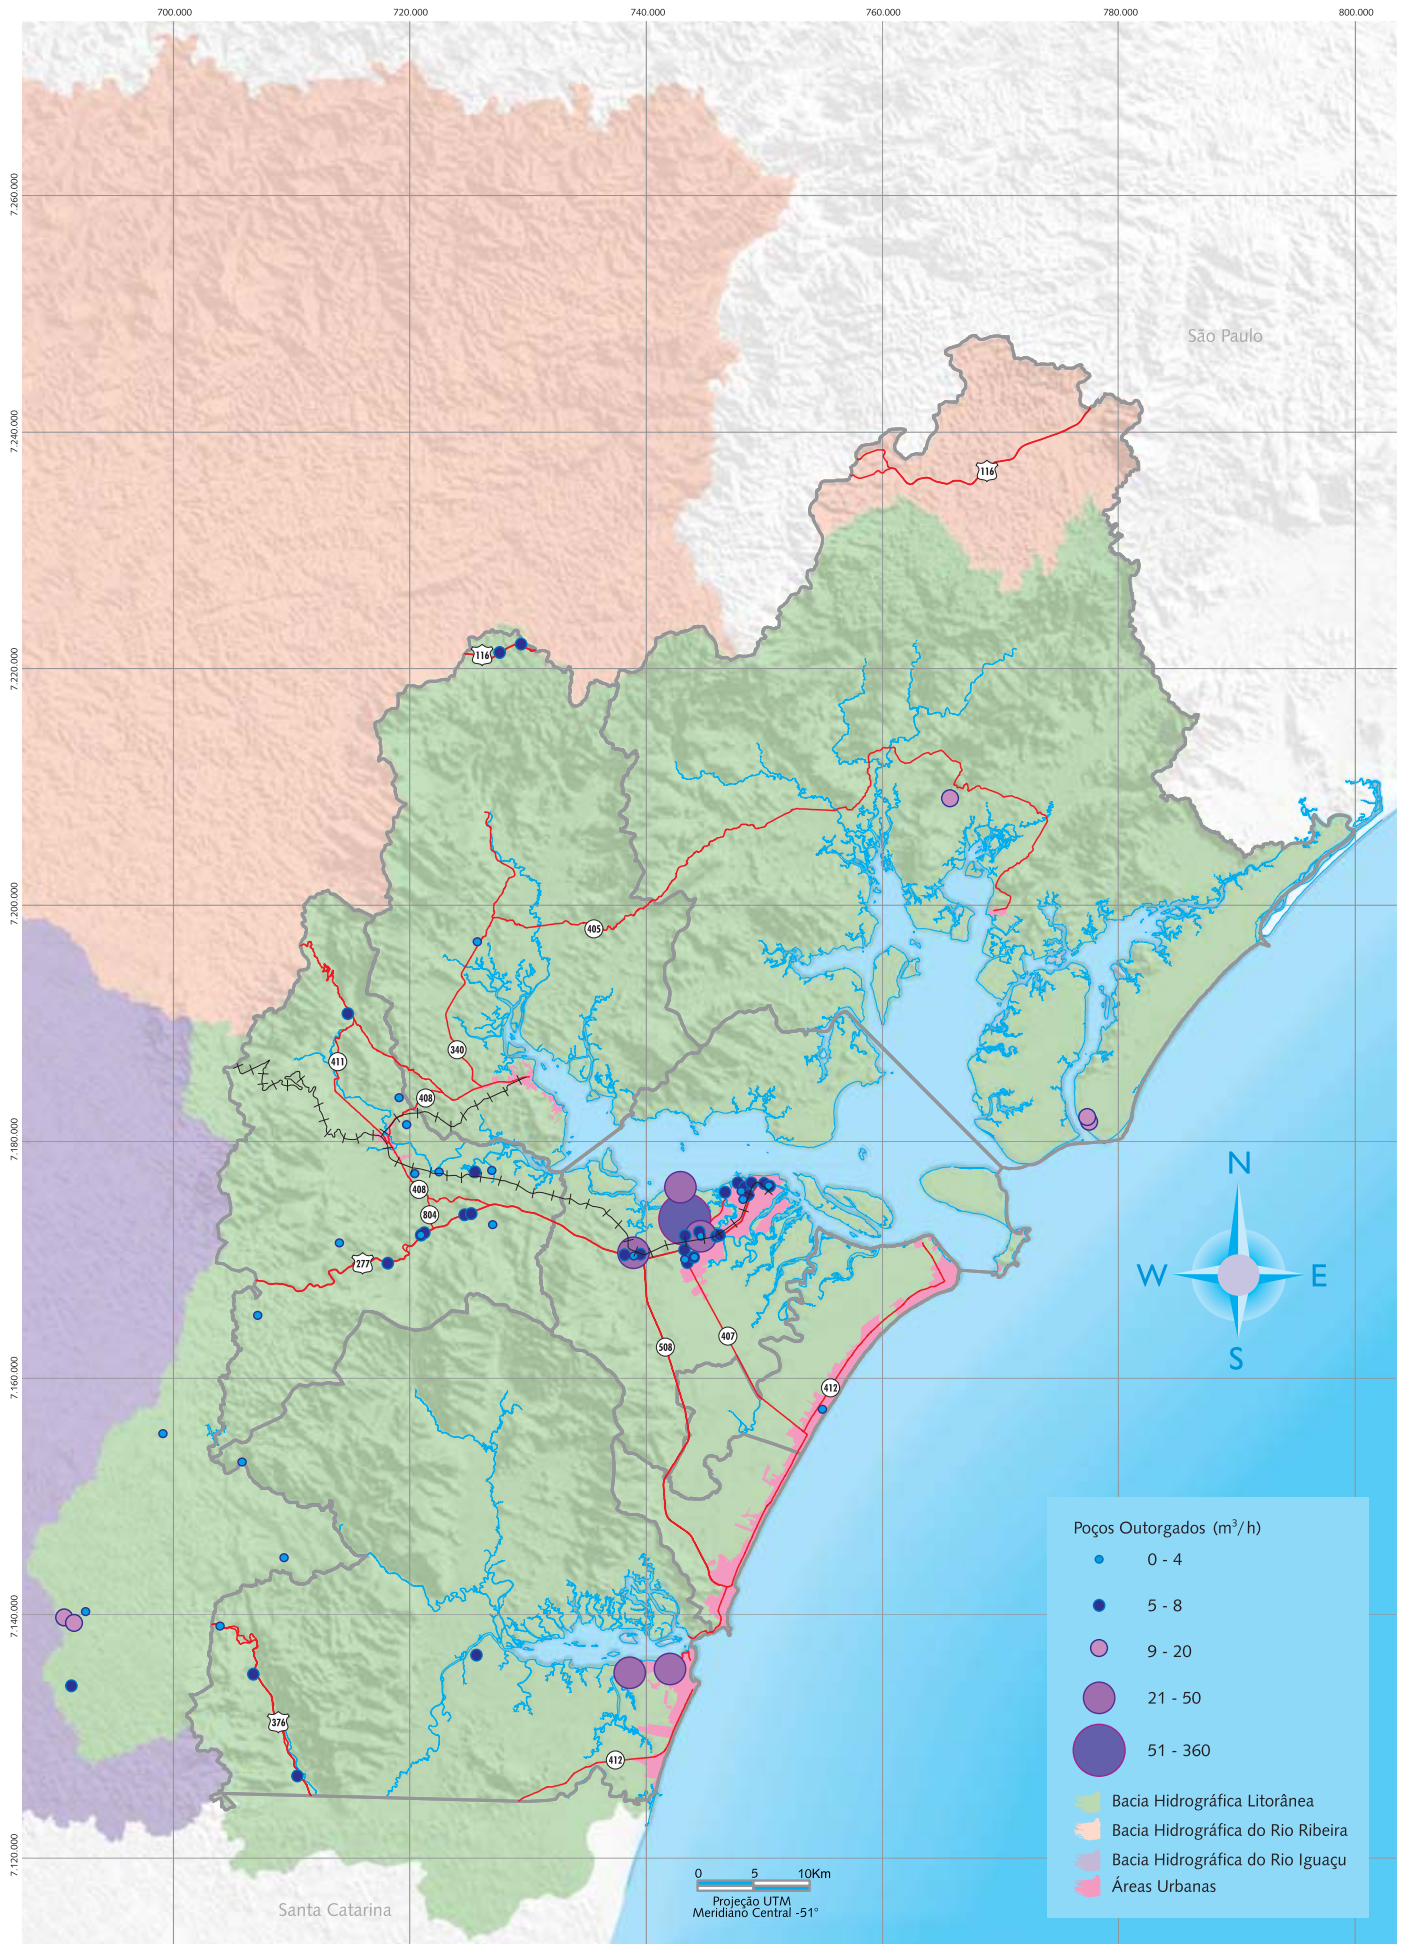 700.000
720.000
740.000
760.000
780.000
800.000
7.260.000
São Paulo
7.240.000
116
7.220.000
116
7.200.000
405
340
411
408
7.180.000
N
408
804
277
W
E
407
508
S
7.160.000
412
Poços Outorgados (m³/h)
0 - 4
5 - 8
7.140.000
9 - 20
21 - 50
376
51 - 360
412
Bacia Hidrográfica Litorânea
Bacia Hidrográfica do Rio Ribeira
7.120.000
Bacia Hidrográfica do Rio Iguaçu
0 5 10Km
Áreas Urbanas
Projeção UTM
Meridiano Central -51°
Santa Catarina